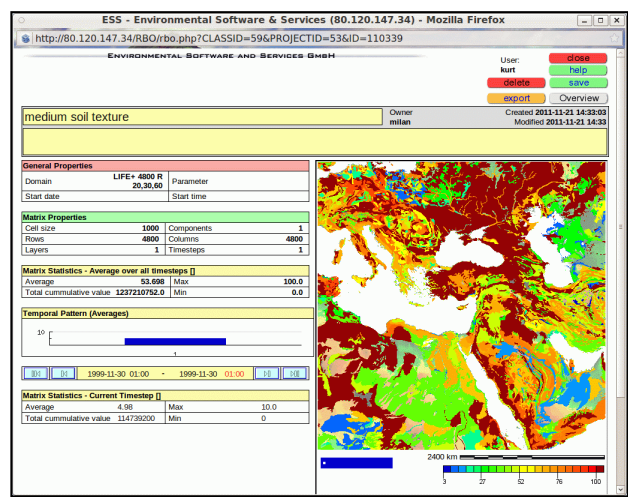 ESS - Environmental Software & Services (80.120.147.34) - Mozilla Firefox
http://80.120.147.34/RBO/rbo.php?CLASSID=59&PROJECTID=53&ID=110339
Environmental Software and Services GmbH
User:
kurt
close
help
delete
save
export
Overview
medium soil texture
Owner
milan
Created 2011-11-21 14:33:03
Modified 2011-11-21 14:33
General Properties
Domain LIFE+ 4800 R 20,30,60 Parameter
Start date Start time
Matrix Properties
Cell size 1000 Components 1
Rows 4800 Columns 4800
Layers 1 Timesteps 1
Matrix Statistics - Average over all timesteps []
Average 53.698 Max 100.0
Total cummulative value 1237210752.0 Min 0.0
Temporal Pattern (Averages)
10
1
1999-11-30 01:00 - 1999-11-30 01:00
Matrix Statistics - Current Timestep []
Average 4.98 Max 10.0
Total cummulative value 114739200 Min 0
2400 km
3 27 52 76 100